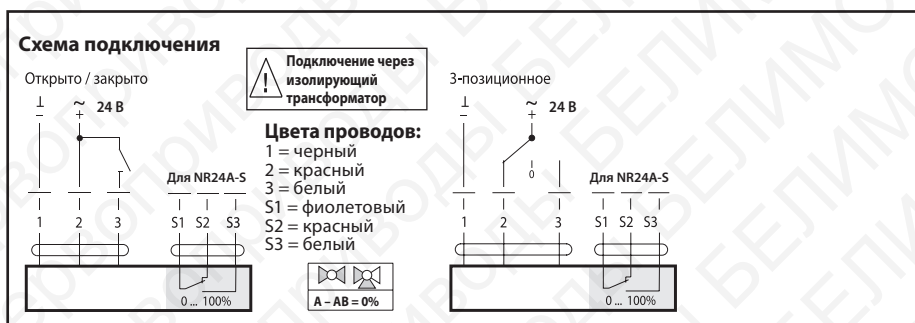 Схема подключения
Открыто / закрыто
⊥ ~ 24 В
− +
Для NR24A-S
1 2 3 S1 S2 S3
0 ... 100%
! Подключение через
изолирующий
трансформатор
Цвета проводов:
1 = черный
2 = красный
3 = белый
S1 = фиолетовый
S2 = красный
S3 = белый
A – AB = 0%
3-позиционное
⊥ ~ 24 В
− +
0
Для NR24A-S
1 2 3 S1 S2 S3
0 ... 100%